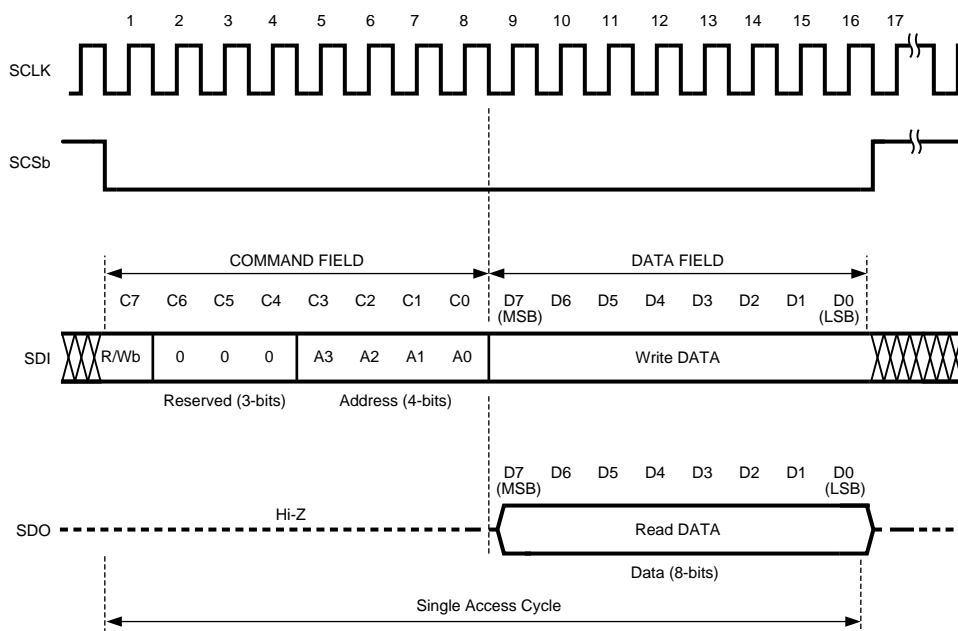 1 2 3 4 5 6 7 8 9 10 11 12 13 14 15 16 17
SCLK
SCSb
COMMAND FIELD DATA FIELD
C7 C6 C5 C4 C3 C2 C1 C0 D7 D6 D5 D4 D3 D2 D1 D0
(MSB) (LSB)
SDI R/Wb 0 0 0 A3 A2 A1 A0 Write DATA
Reserved (3-bits) Address (4-bits)
D7 D6 D5 D4 D3 D2 D1 D0
(MSB) (LSB)
Hi-Z
SDO Read DATA
Data (8-bits)
Single Access Cycle